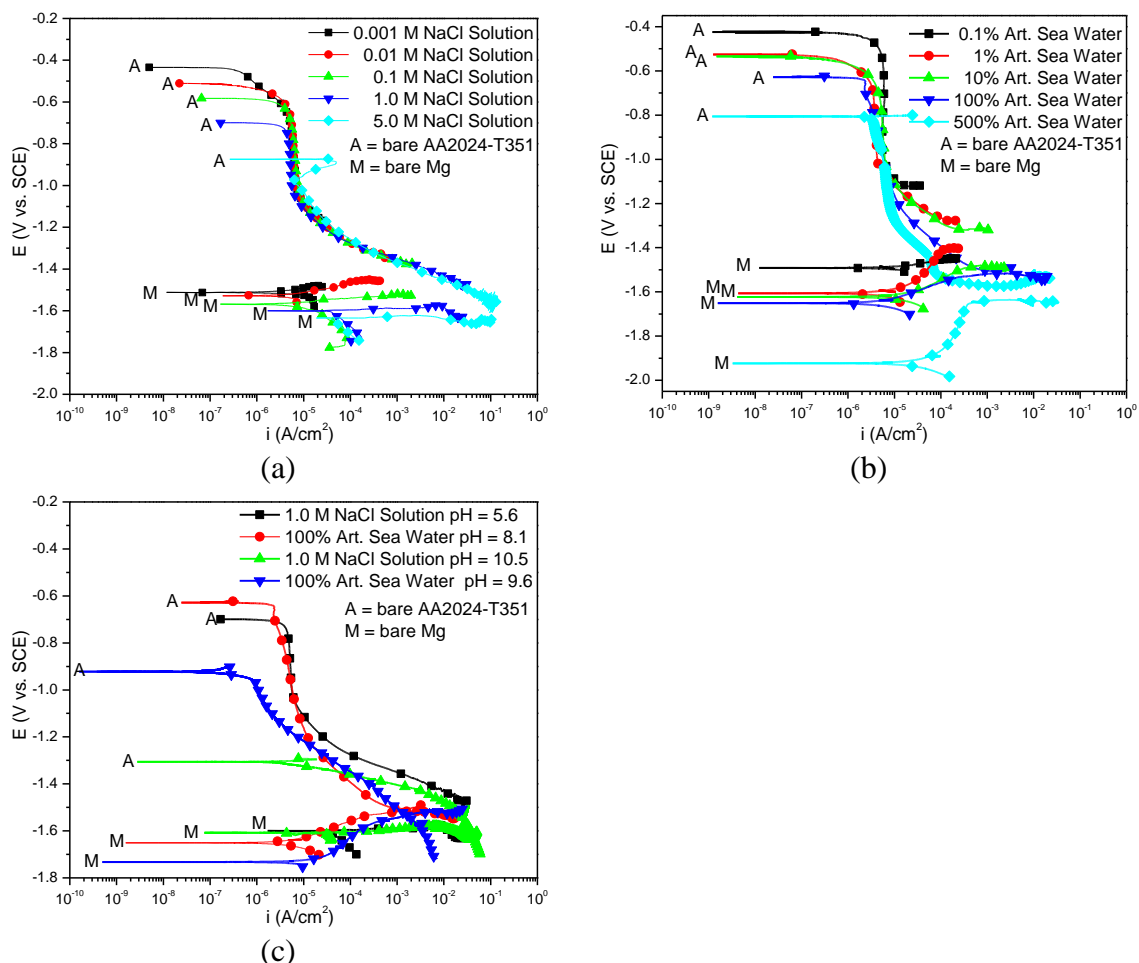 -0.2
-0.4
-0.6
-0.8
-1.0
-1.2
-1.4
-1.6
-1.8
-2.0
E (V vs. SCE)
0.001 M NaCl Solution
0.01 M NaCl Solution
0.1 M NaCl Solution
1.0 M NaCl Solution
5.0 M NaCl Solution
A = bare AA2024-T351
M = bare Mg
A
A
A
A
A
M
M M
M
M
10^-10 10^-9 10^-8 10^-7 10^-6 10^-5 10^-4 10^-3 10^-2 10^-1 10^0
i (A/cm^2)
(a)
-0.4
-0.6
-0.8
-1.0
-1.2
-1.4
-1.6
-1.8
-2.0
E (V vs. SCE)
0.1% Art. Sea Water
1% Art. Sea Water
10% Art. Sea Water
100% Art. Sea Water
500% Art. Sea Water
A = bare AA2024-T351
M = bare Mg
A
A
A
A
A
M
M M
M
M
10^-10 10^-9 10^-8 10^-7 10^-6 10^-5 10^-4 10^-3 10^-2 10^-1 10^0
i (A/cm^2)
(b)
-0.2
-0.4
-0.6
-0.8
-1.0
-1.2
-1.4
-1.6
-1.8
E (V vs. SCE)
1.0 M NaCl Solution pH = 5.6
100% Art. Sea Water pH = 8.1
1.0 M NaCl Solution pH = 10.5
100% Art. Sea Water pH = 9.6
A = bare AA2024-T351
M = bare Mg
A
A
A
A
M
M
M
M
10^-10 10^-9 10^-8 10^-7 10^-6 10^-5 10^-4 10^-3 10^-2 10^-1 10^0
i (A/cm^2)
(c)